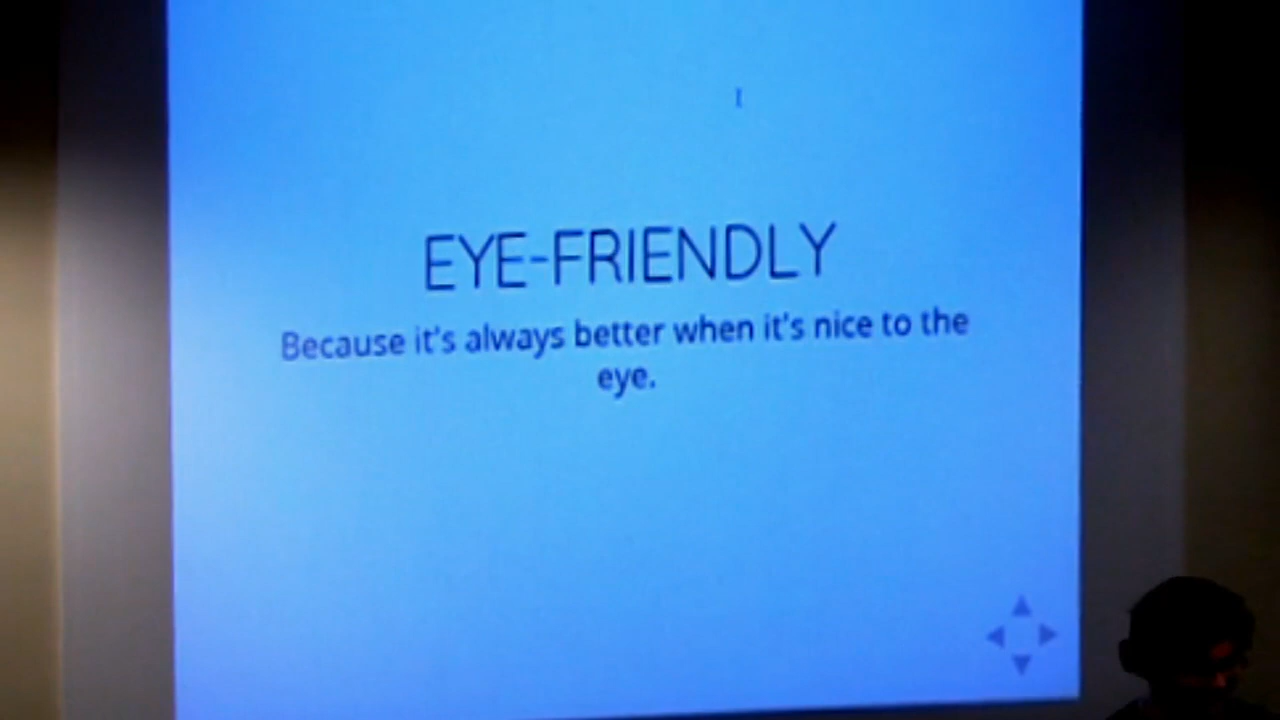 EYE-FRIENDLY
Because it's always better when it's nice to the
eye.